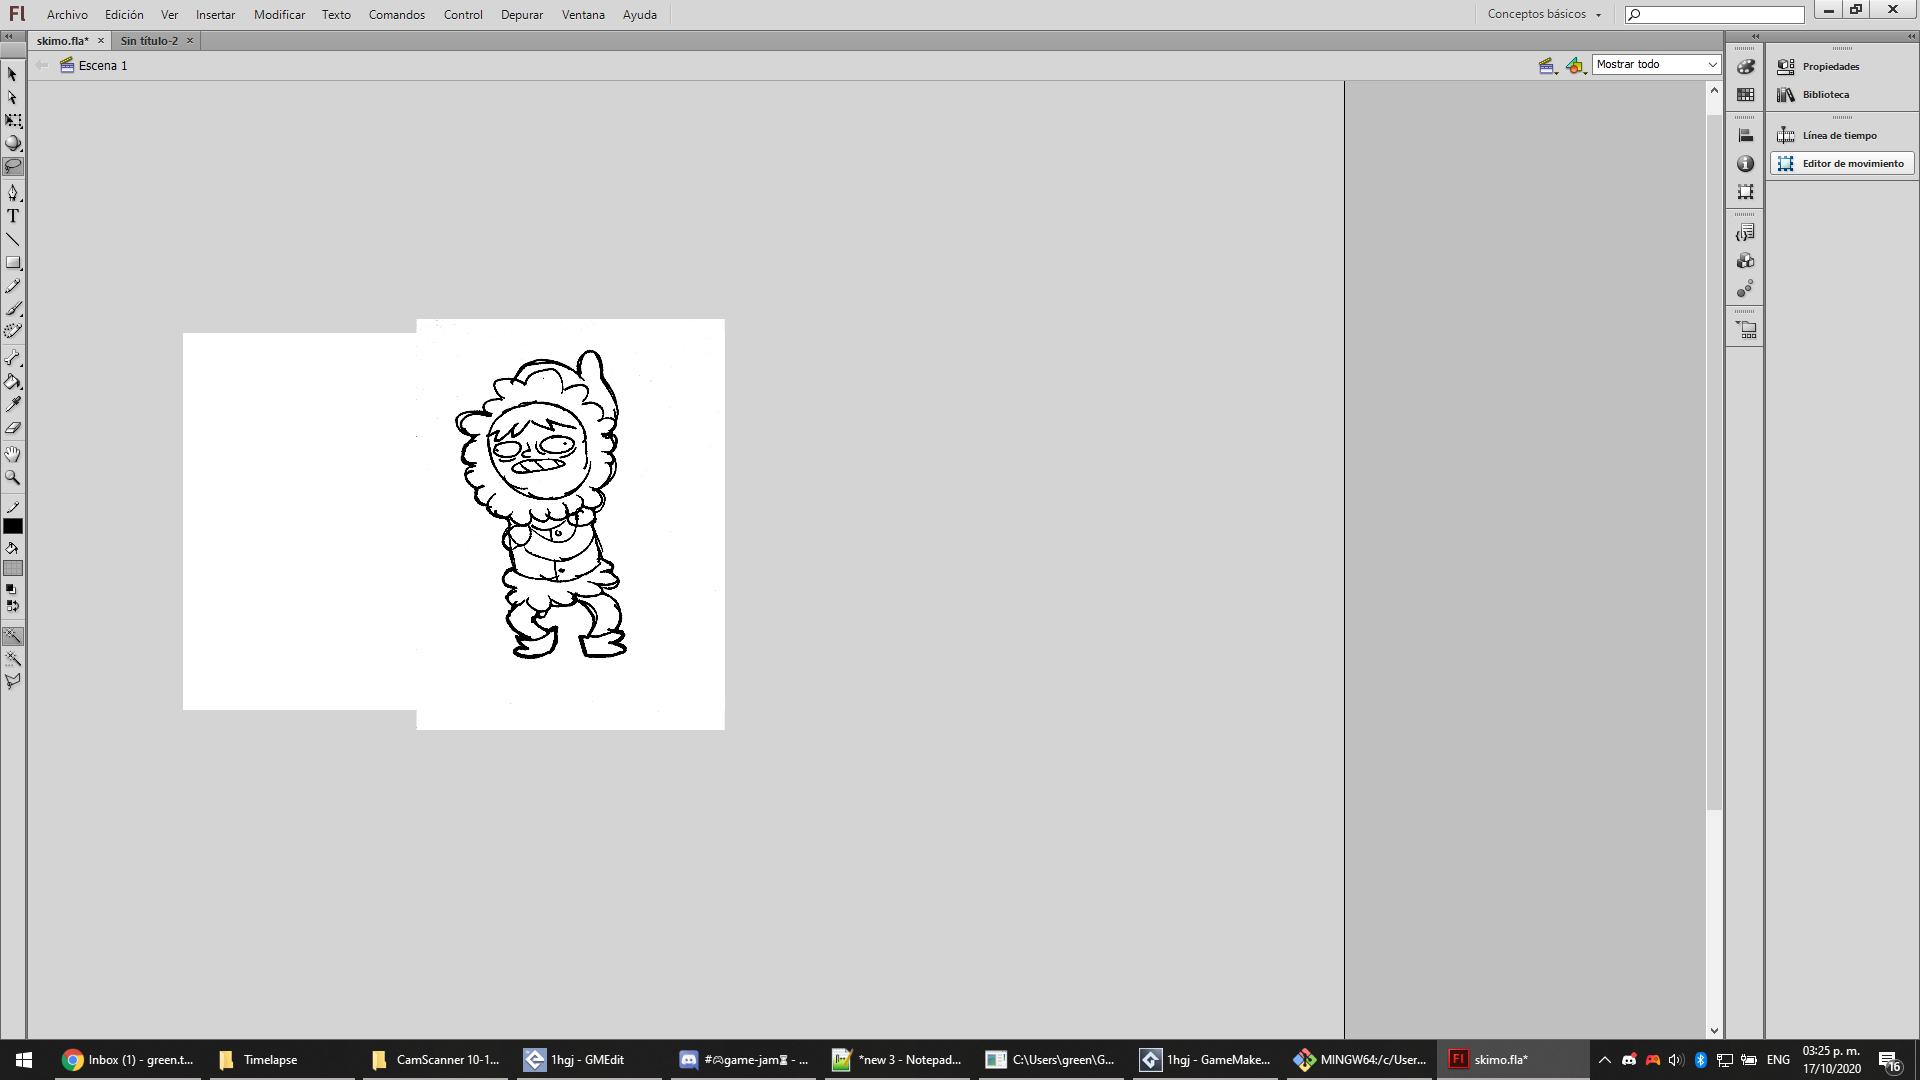 Fl Archivo Edición Ver Insertar Modificar Texto Comandos Control Depurar Ventana Ayuda Conceptos básicos
skimo.fla* Sin título-2
Escena 1 Mostrar todo
Propiedades
Biblioteca
Línea de tiempo
Editor de movimiento
T
Inbox (1) - green.t... Timelapse CamScanner 10-1... 1hgj - GMEdit #🎮game-jam⏳ - ... *new 3 - Notepad... C:\Users\green\G... 1hgj - GameMake... MINGW64:/c/User... Fl skimo.fla* ENG 03:25 p. m.
17/10/2020 16